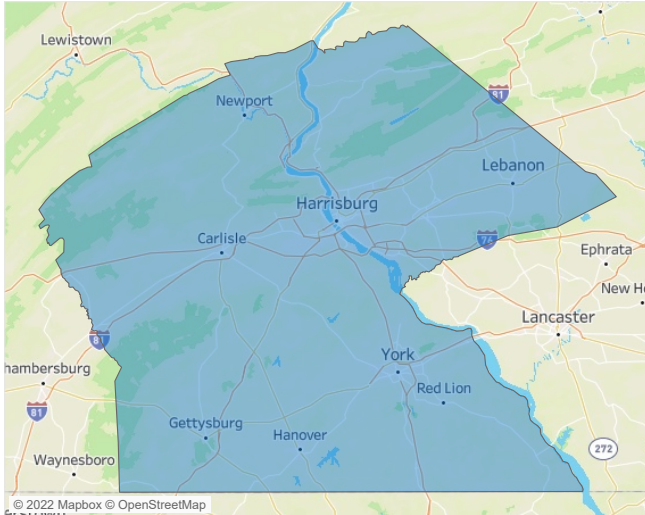 Lewistown
81
Newport
Lebanon
Harrisburg
Carlisle
76
Ephrata
New Ho
Lancaster
81
hambersburg
York
Red Lion
81
Gettysburg
Hanover
272
Waynesboro
© 2022 Mapbox © OpenStreetMap